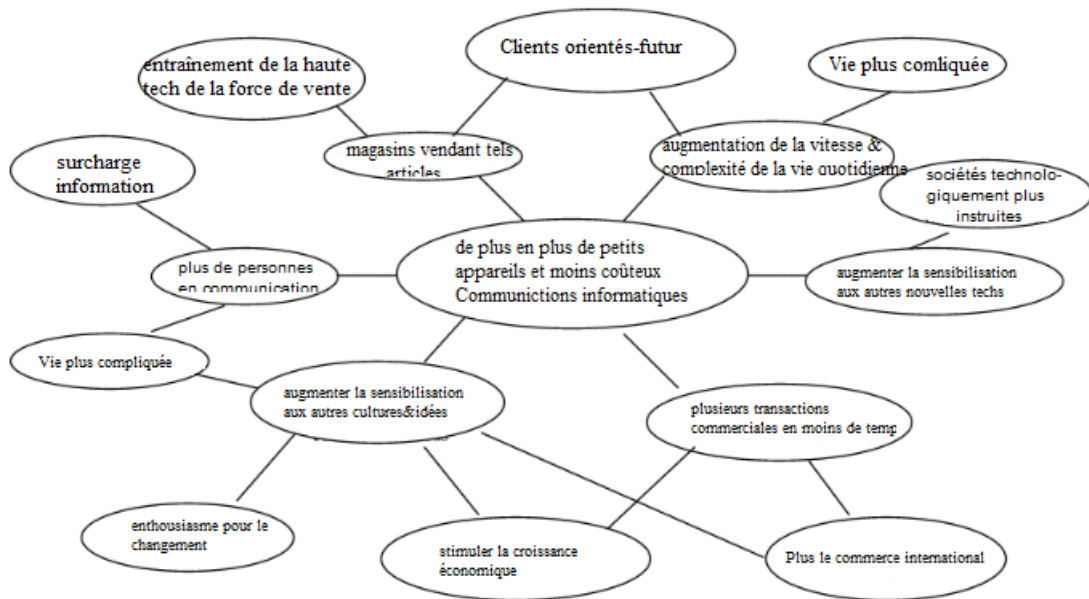 Clients orientés-futur
entraînement de la haute
tech de la force de vente
Vie plus comliquée
magasins vendant tels
articles
augmentation de la vitesse &
complexité de la vie quotidienne
surcharge
information
sociétés technolo-
giquement plus
instruites
de plus en plus de petits
appareils et moins coûteux
Communictions informatiques
plus de personnes
en communication
augmenter la sensibilisation
aux autres nouvelles techs
Vie plus compliquée
augmenter la sensibilisation
aux autres cultures&idées
plusieurs transactions
commerciales en moins de temp
enthousiasme pour le
changement
stimuler la croissance
économique
Plus le commerce international